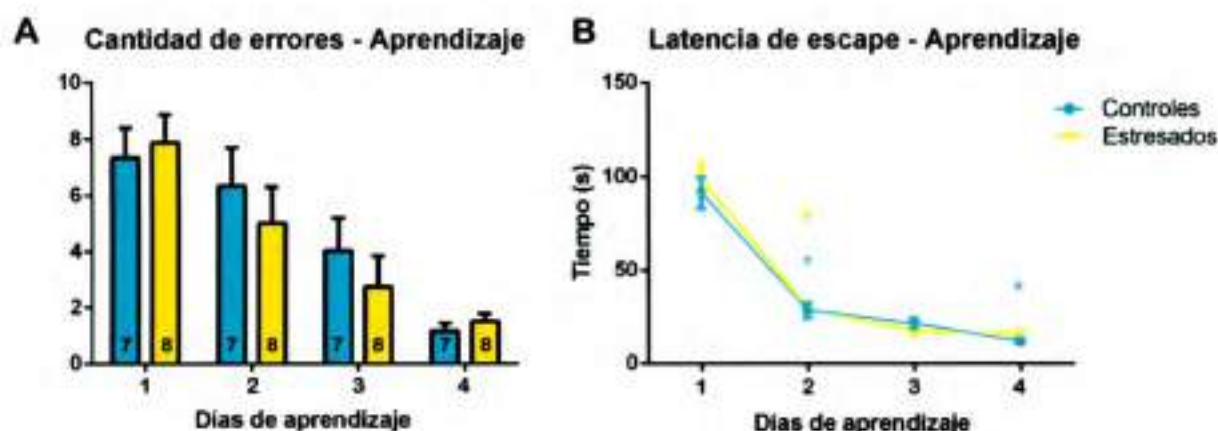 A
Cantidad de errores - Aprendizaje
10
8
6
4
2
0
7 8 7 8 7 8 7 8
1 2 3 4
Días de aprendizaje
B
Latencia de escape - Aprendizaje
150
100
50
0
Tiempo (s)
1 2 3 4
Días de aprendizaje
Controles
Estresados